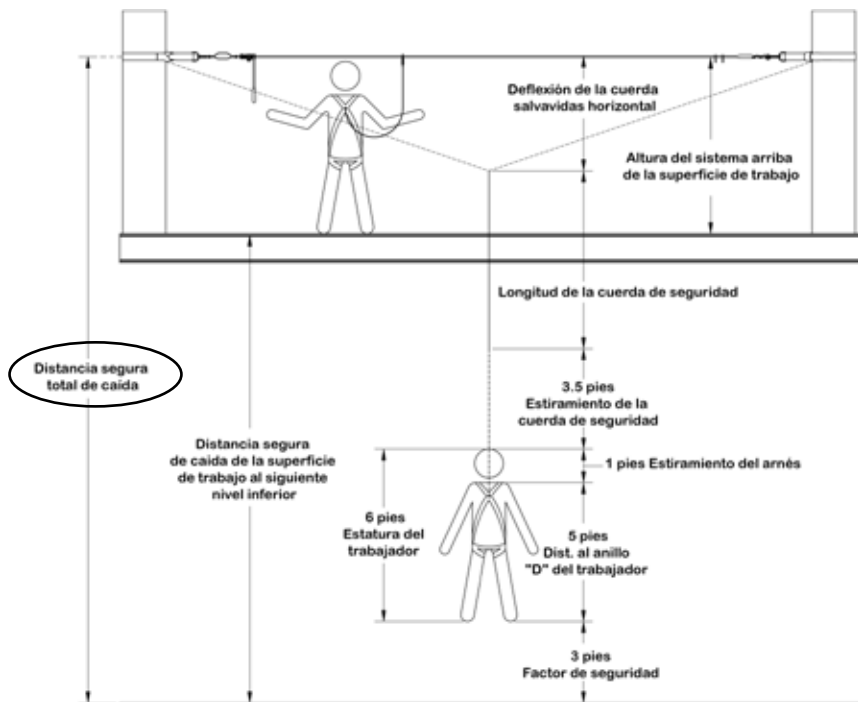 Deflexión de la cuerda
salvavidas horizontal
Altura del sistema arriba
de la superficie de trabajo
Longitud de la cuerda de seguridad
Distancia segura
total de caída
3.5 pies
Estiramiento de la
cuerda de seguridad
Distancia segura
de caida de la superficie
de trabajo al siguiente
nivel inferior
1 pies Estiramiento del arnés
6 pies
Estatura del
trabajador
5 pies
Dist. al anillo
"D" del trabajador
3 pies
Factor de seguridad